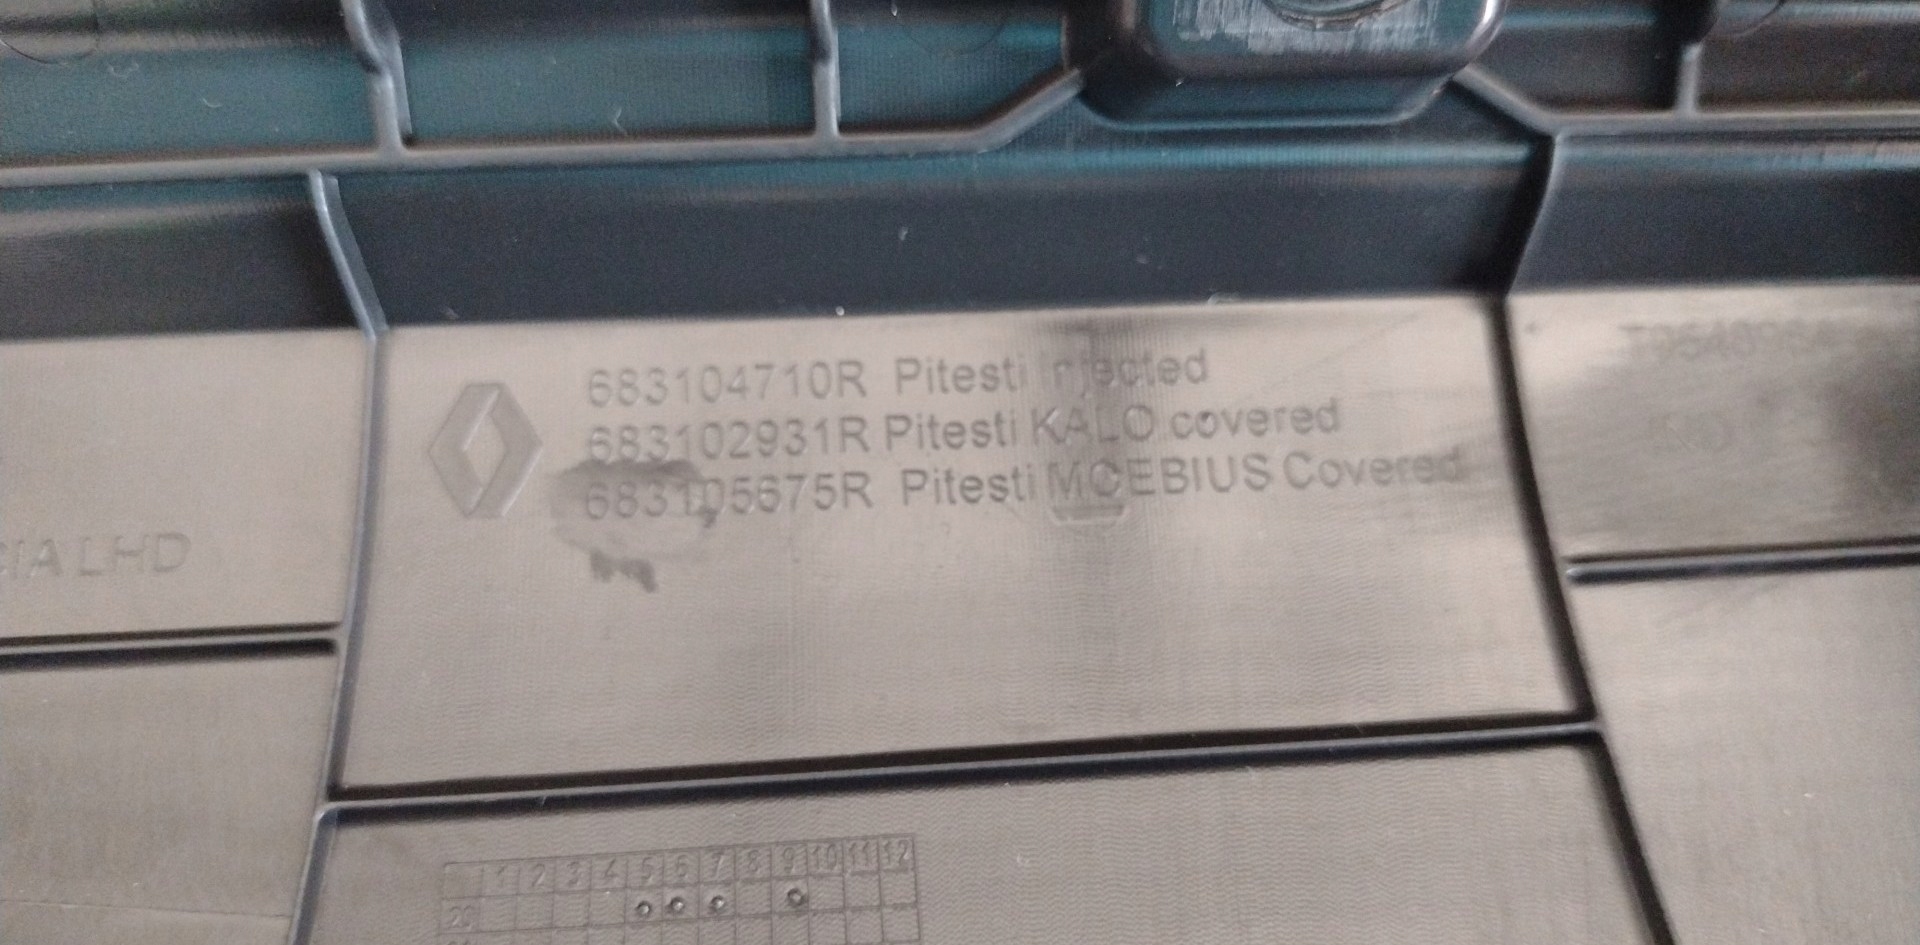 683104710R Pitesti Injected
683102931R Pitesti KALO covered
683105675R Pitesti MOEBIUS Covered
LHD
1 2 3 4 5 6 7 8 9 10 11 12
20